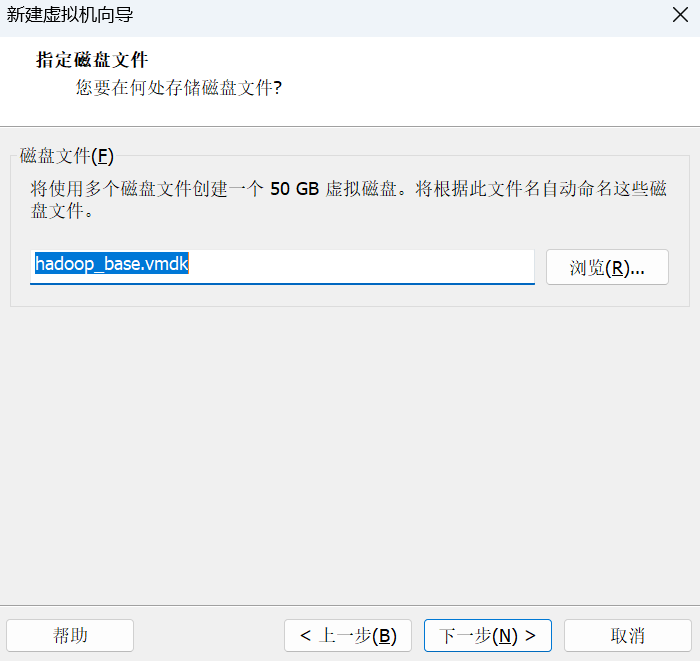 新建虚拟机向导
指定磁盘文件
您要在何处存储磁盘文件?
磁盘文件(F)
将使用多个磁盘文件创建一个 50 GB 虚拟磁盘。将根据此文件名自动命名这些磁
盘文件。
hadoop_base.vmdk
浏览(R)...
帮助
< 上一步(B)
下一步(N) >
取消